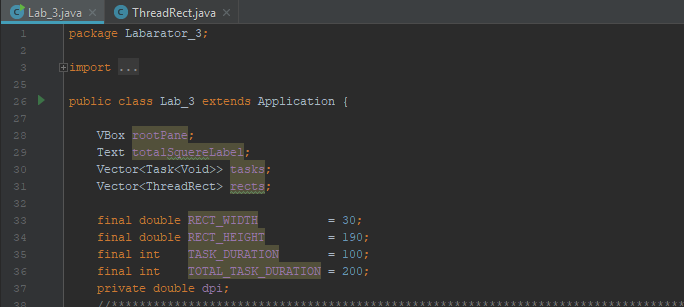 Lab_3.java × ThreadRect.java ×
1 package Labarator_3;
2
3 import ...
25
26 public class Lab_3 extends Application {
27
28 VBox rootPane;
29 Text totalSquereLabel;
30 Vector<Task<Void>> tasks;
31 Vector<ThreadRect> rects;
32
33 final double RECT_WIDTH = 30;
34 final double RECT_HEIGHT = 190;
35 final int TASK_DURATION = 100;
36 final int TOTAL_TASK_DURATION = 200;
37 private double dpi;